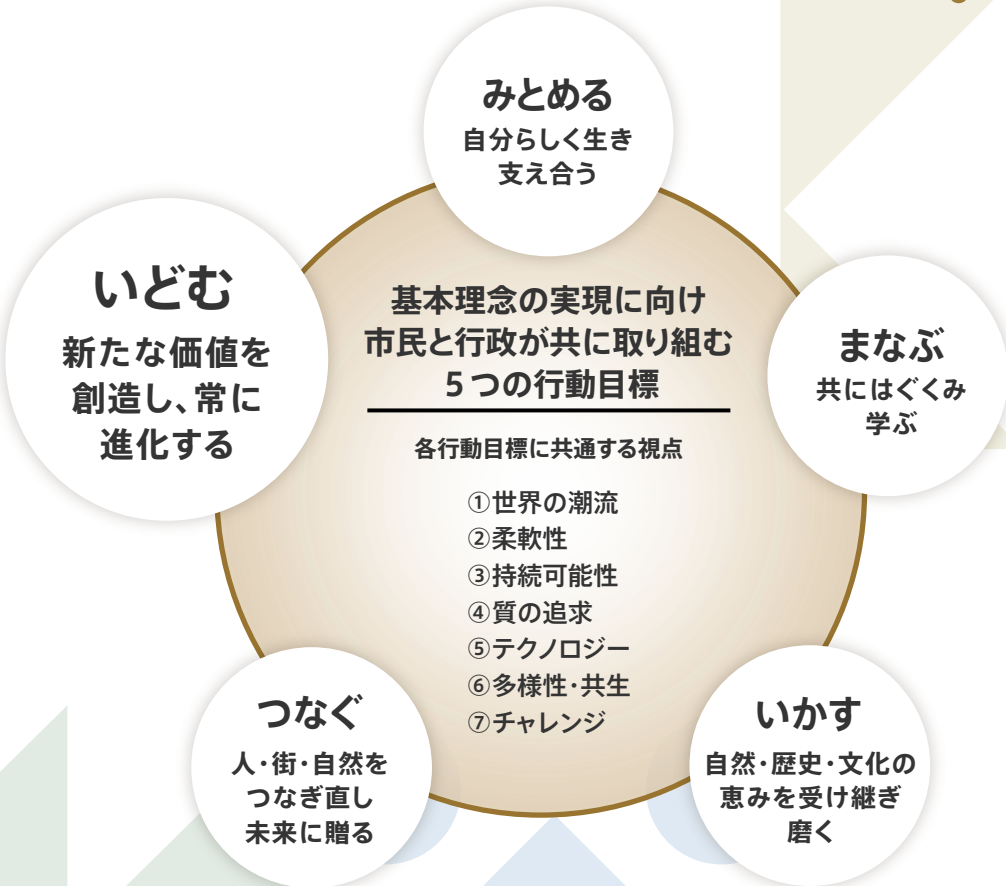 みとめる
自分らしく生き
支え合う
いどむ
新たな価値を
創造し、常に
進化する
基本理念の実現に向け
市民と行政が共に取り組む
５つの行動目標
各行動目標に共通する視点
①世界の潮流
②柔軟性
③持続可能性
④質の追求
⑤テクノロジー
⑥多様性・共生
⑦チャレンジ
まなぶ
共にはぐくみ
学ぶ
つなぐ
人・街・自然を
つなぎ直し
未来に贈る
いかす
自然・歴史・文化の
恵みを受け継ぎ
磨く